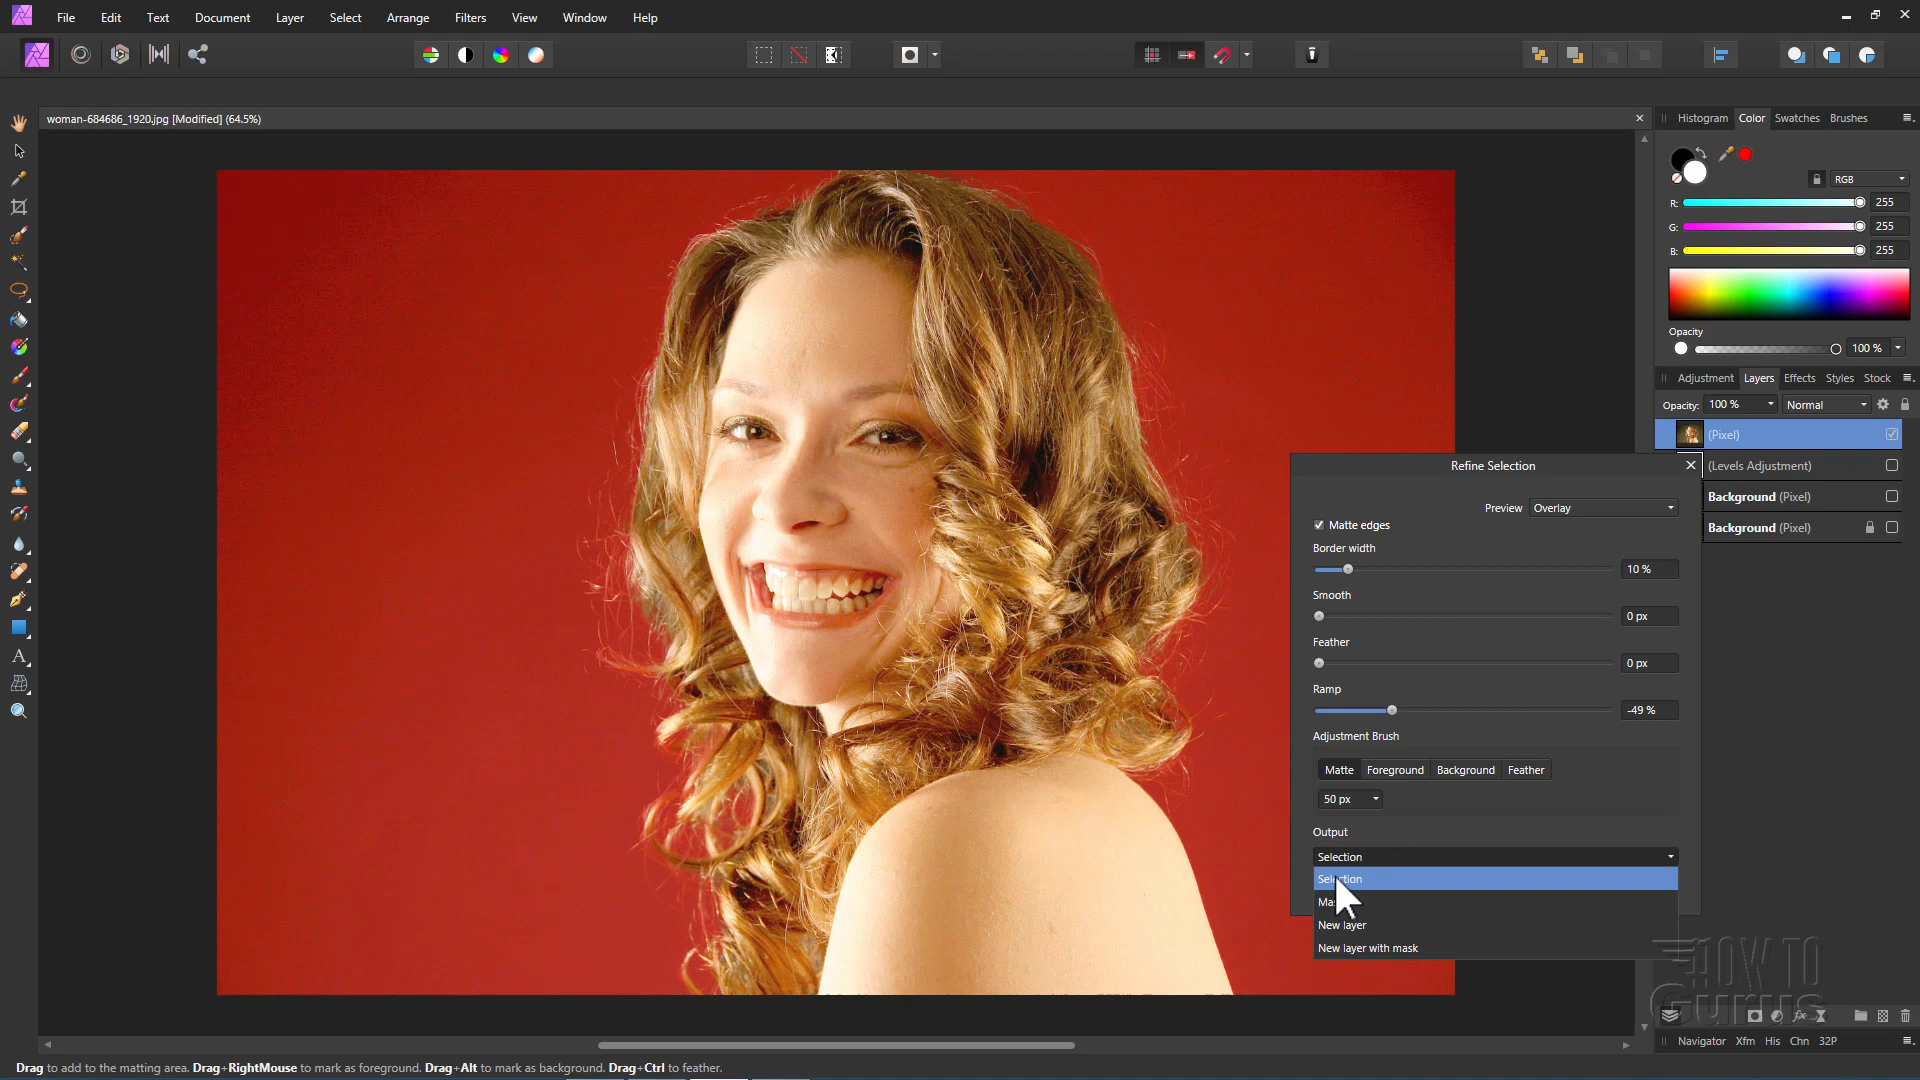 File Edit Text Document Layer Select Arrange Filters View Window Help
woman-684686_1920.jpg [Modified] (64.5%)
Histogram Color Swatches Brushes
RGB
R: 255
G: 255
B: 255
Opacity
100 %
Adjustment Layers Effects Styles Stock
Opacity: 100 % Normal
(Pixel)
(Levels Adjustment)
Background (Pixel)
Background (Pixel)
Refine Selection
Preview Overlay
Matte edges
Border width
10 %
Smooth
0 px
Feather
0 px
Ramp
-49 %
Adjustment Brush
Matte Foreground Background Feather
50 px
Output
Selection
Selection
New layer
New layer with mask
HOW TO
Gurus
Navigator Xfm His Chn 32P
Drag to add to the matting area. Drag+RightMouse to mark as foreground. Drag+Alt to mark as background. Drag+Ctrl to feather.